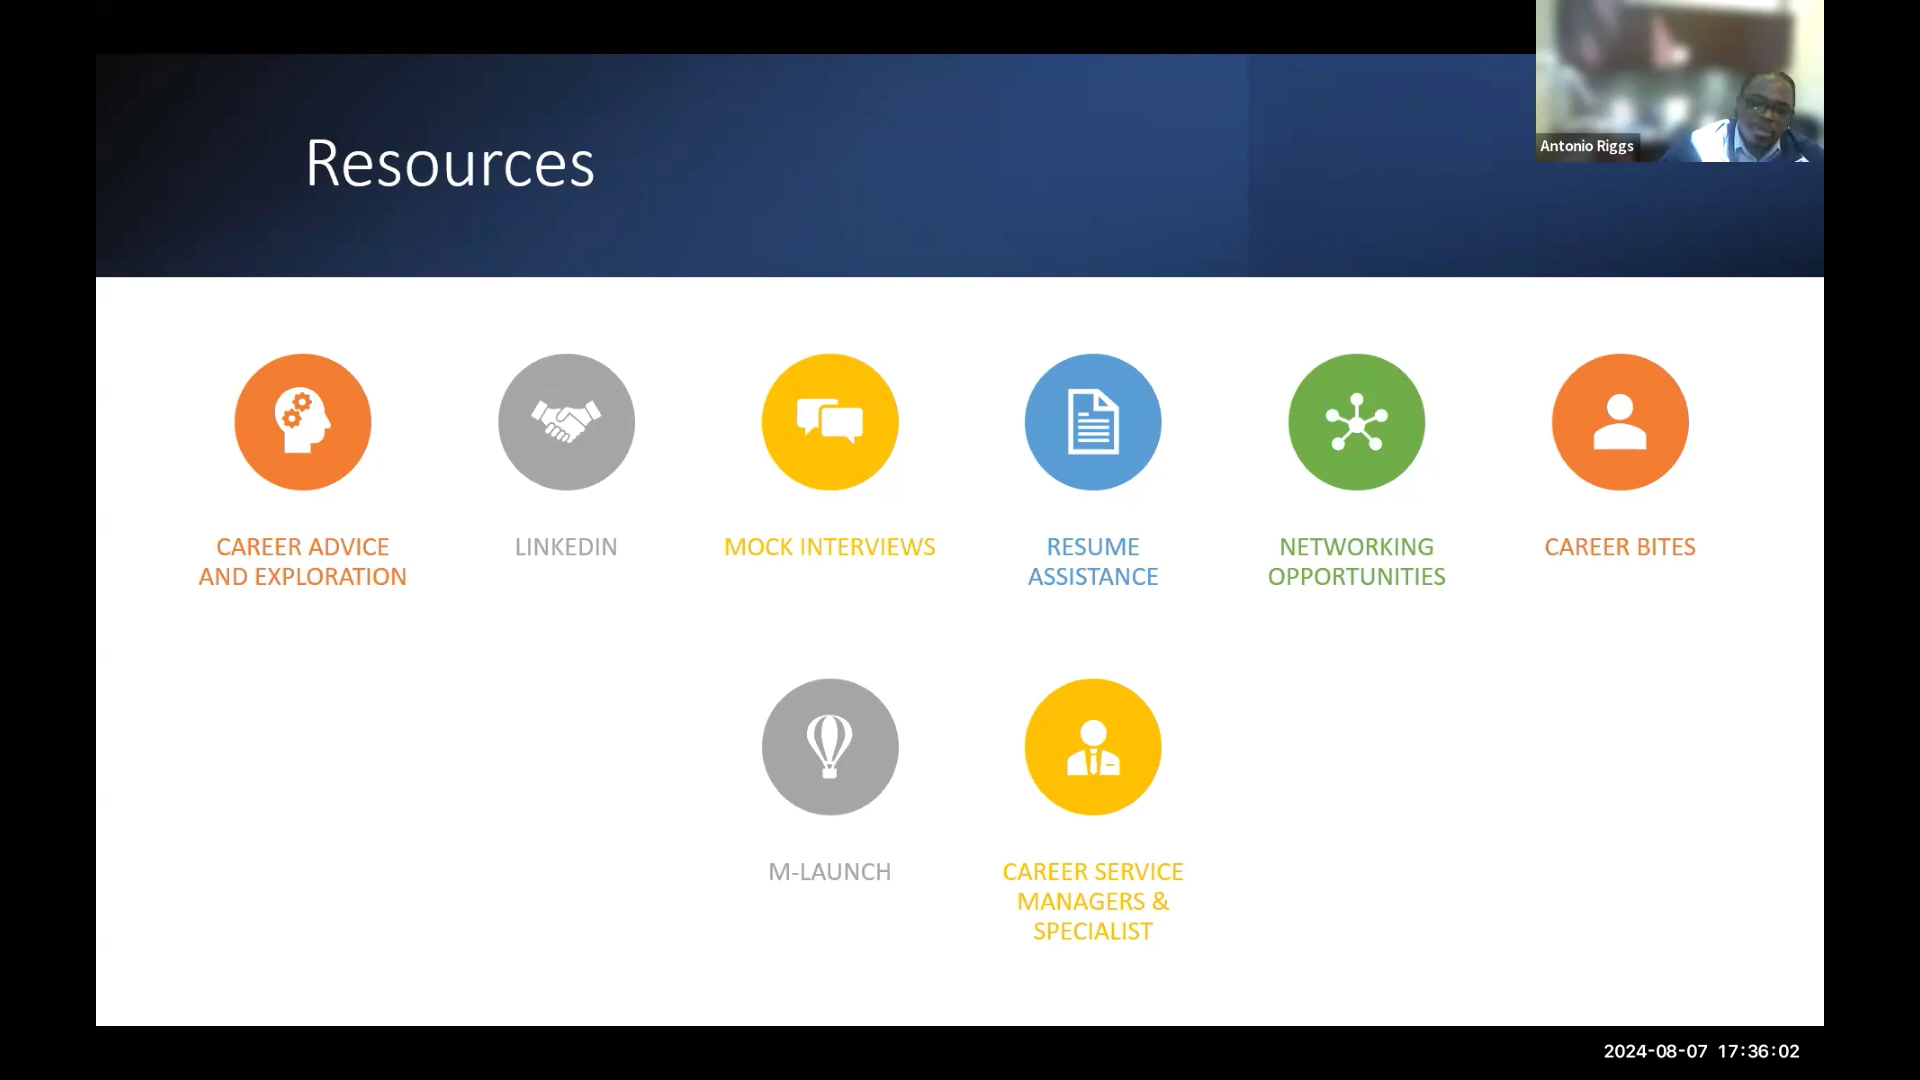 Resources
Antonio Riggs
CAREER ADVICE
AND EXPLORATION
LINKEDIN
MOCK INTERVIEWS
RESUME
ASSISTANCE
NETWORKING
OPPORTUNITIES
CAREER BITES
M-LAUNCH
CAREER SERVICE
MANAGERS &
SPECIALIST
2024-08-07 17:36:02